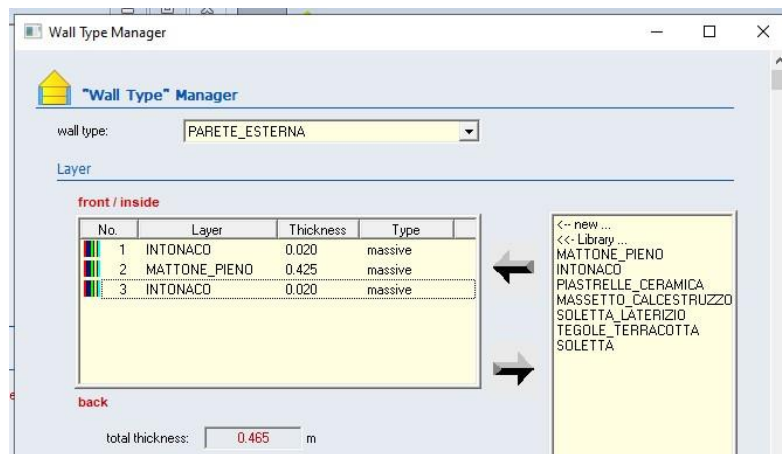 Wall Type Manager
"Wall Type" Manager
wall type: PARETE_ESTERNA
Layer
front / inside
No. Layer Thickness Type
1 INTONACO 0.020 massive
2 MATTONE_PIENO 0.425 massive
3 INTONACO 0.020 massive
back
total thickness: 0.465 m
<-- new ...
<<- Library ...
MATTONE_PIENO
INTONACO
PIASTRELLE_CERAMICA
MASSETTO_CALCESTRUZZO
SOLETTA_LATERIZIO
TEGOLE_TERRACOTTA
SOLETTA